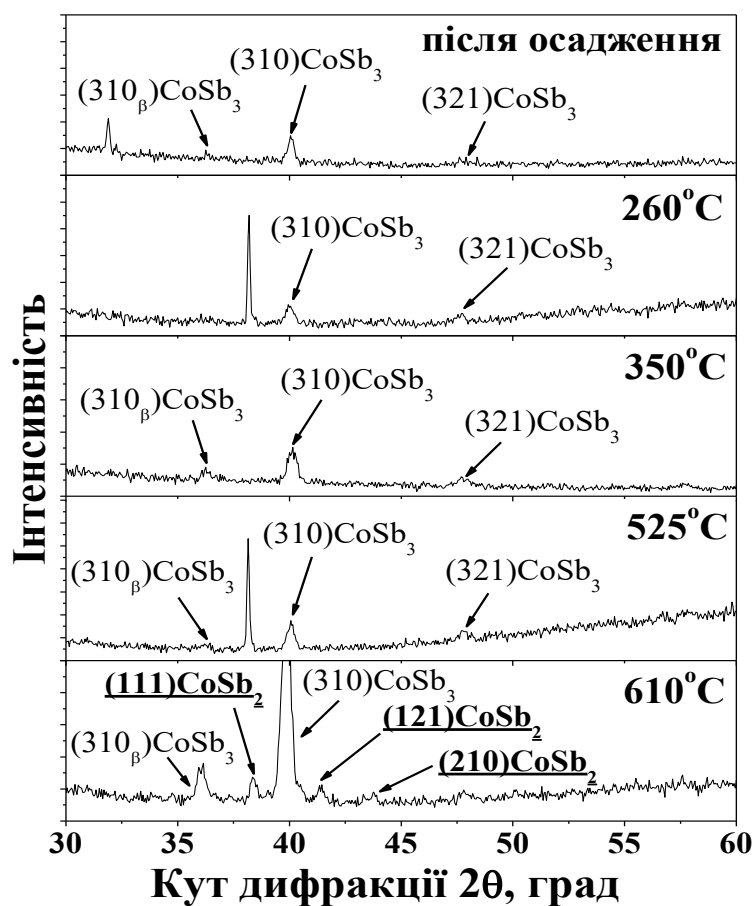 після осадження
(310)CoSb₃
(310β)CoSb₃
(321)CoSb₃
260°C
(310)CoSb₃
(321)CoSb₃
350°C
(310β)CoSb₃
(310)CoSb₃
(321)CoSb₃
525°C
(310β)CoSb₃
(310)CoSb₃
(321)CoSb₃
610°C
(111)CoSb₂
(310)CoSb₃
(310β)CoSb₃
(121)CoSb₂
(210)CoSb₂
30 35 40 45 50 55 60
Кут дифракції 2θ, град
Інтенсивність